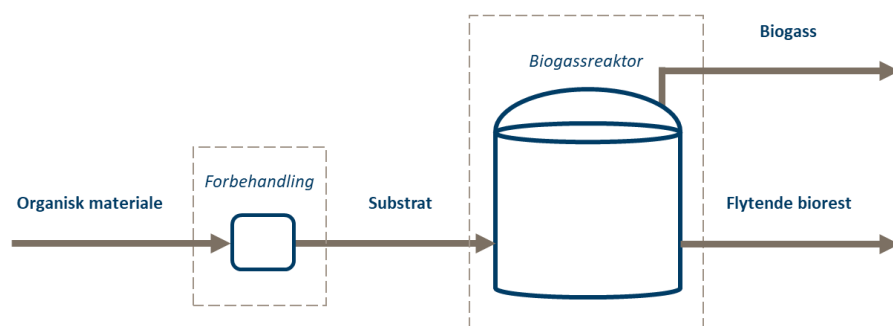 Biogass
Biogassreaktor
Forbehandling
Organisk materiale
Substrat
Flytende biorest